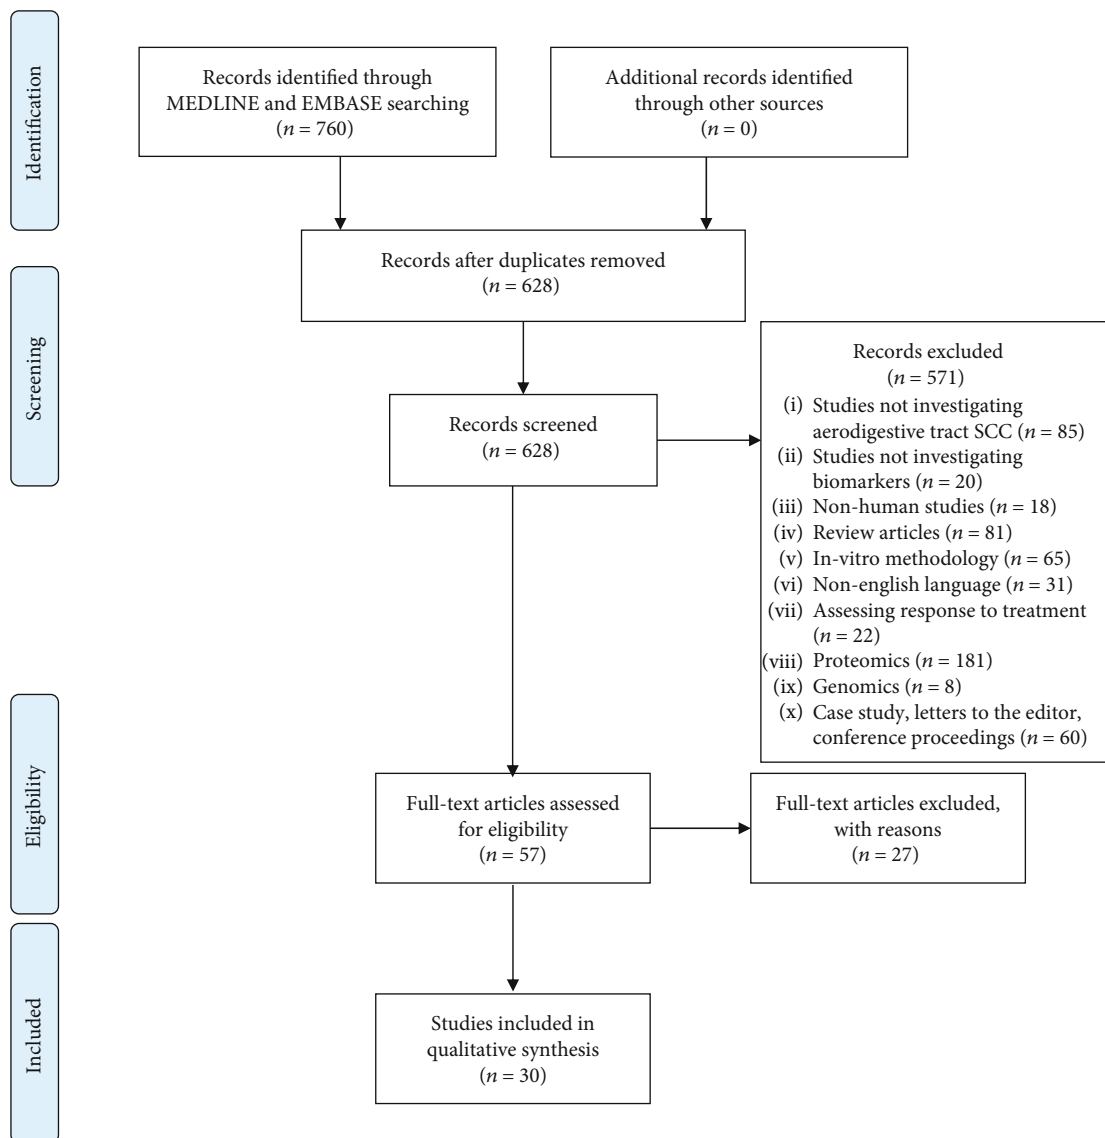 Identification
Records identified through
MEDLINE and EMBASE searching
(n = 760)
Additional records identified
through other sources
(n = 0)
Records after duplicates removed
(n = 628)
Screening
Records screened
(n = 628)
Records excluded
(n = 571)
(i) Studies not investigating
aerodigestive tract SCC (n = 85)
(ii) Studies not investigating
biomarkers (n = 20)
(iii) Non-human studies (n = 18)
(iv) Review articles (n = 81)
(v) In-vitro methodology (n = 65)
(vi) Non-english language (n = 31)
(vii) Assessing response to treatment
(n = 22)
(viii) Proteomics (n = 181)
(ix) Genomics (n = 8)
(x) Case study, letters to the editor,
conference proceedings (n = 60)
Eligibility
Full-text articles assessed
for eligibility
(n = 57)
Full-text articles excluded,
with reasons
(n = 27)
Included
Studies included in
qualitative synthesis
(n = 30)